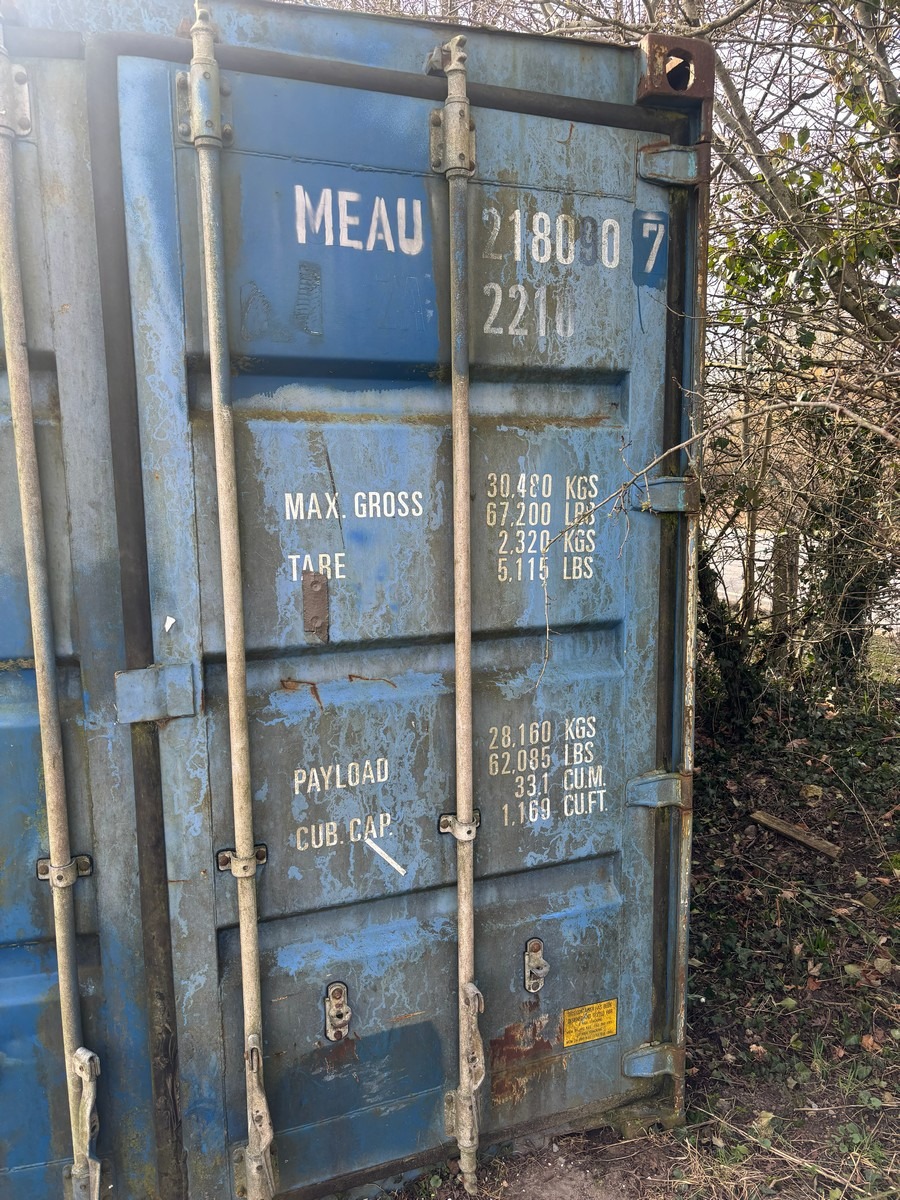 MEAU 218090 7
2210
MAX. GROSS 30,480 KGS
67,200 LBS
TARE 2,320 KGS
5,115 LBS
PAYLOAD 28,160 KGS
62,085 LBS
CUB. CAP. 33.1 CU.M.
1,169 CU.FT.